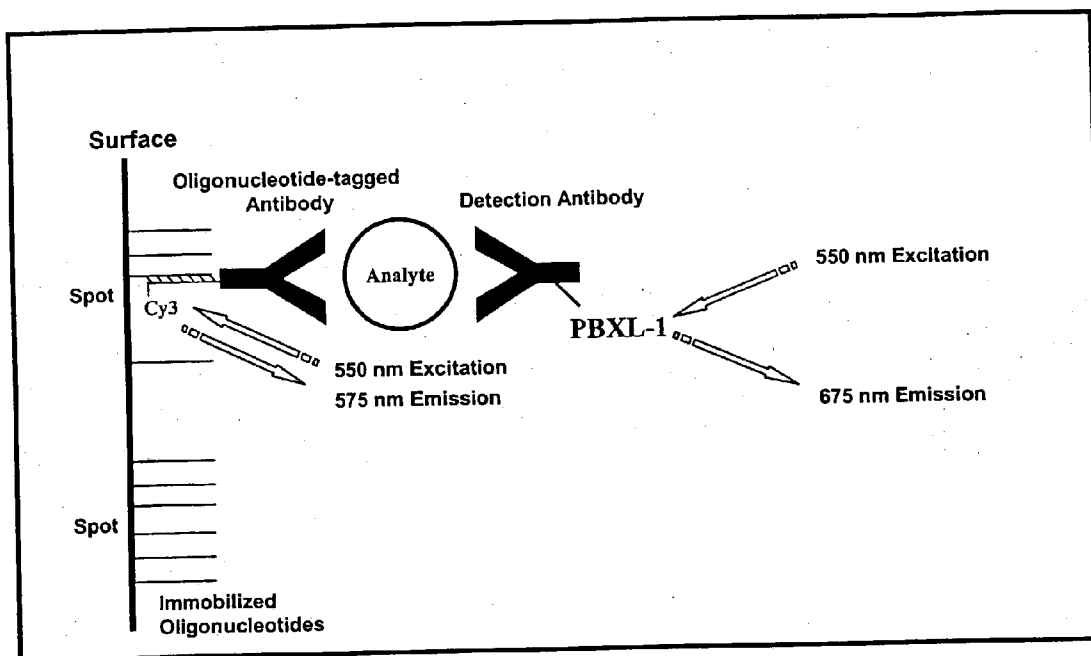 Surface
Oligonucleotide-tagged
Antibody
Detection Antibody
Analyte
550 nm Excitation
Spot
Cy3
PBXL-1
550 nm Excitation
575 nm Emission
675 nm Emission
Spot
Immobilized
Oligonucleotides